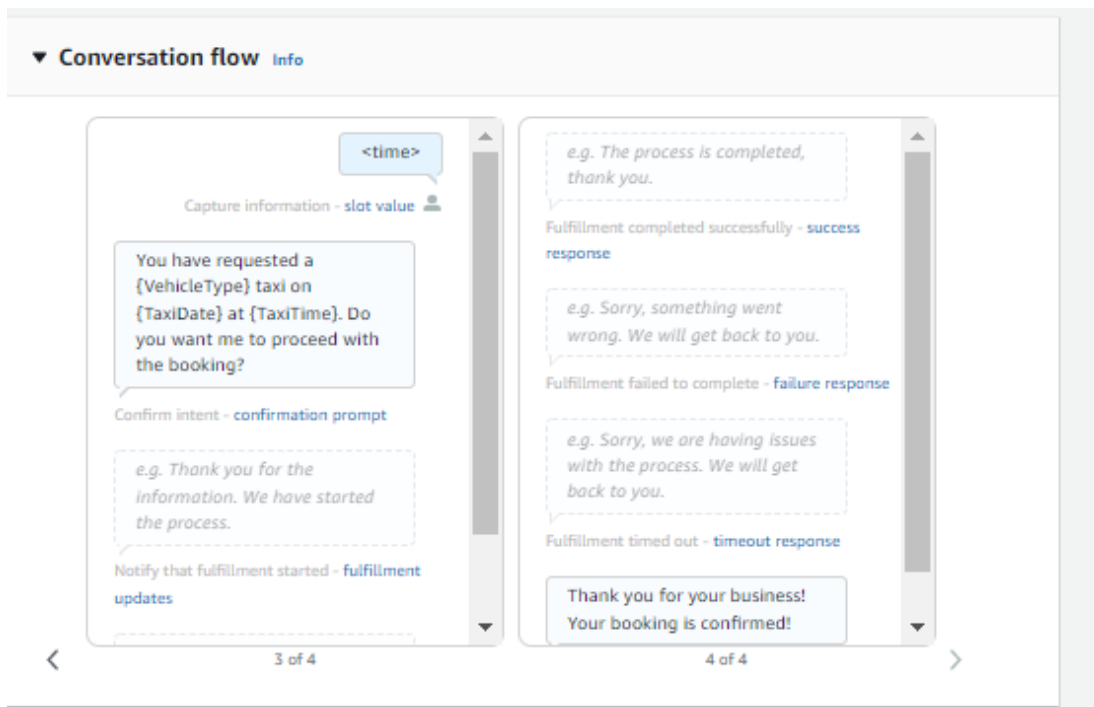 Conversation flow Info
<time>
Capture information - slot value
You have requested a
{VehicleType} taxi on
{TaxiDate} at {TaxiTime}. Do
you want me to proceed with
the booking?
Confirm intent - confirmation prompt
e.g. Thank you for the
information. We have started
the process.
Notify that fulfillment started - fulfillment
updates
3 of 4
e.g. The process is completed,
thank you.
Fulfillment completed successfully - success
response
e.g. Sorry, something went
wrong. We will get back to you.
Fulfillment failed to complete - failure response
e.g. Sorry, we are having issues
with the process. We will get
back to you.
Fulfillment timed out - timeout response
Thank you for your business!
Your booking is confirmed!
4 of 4